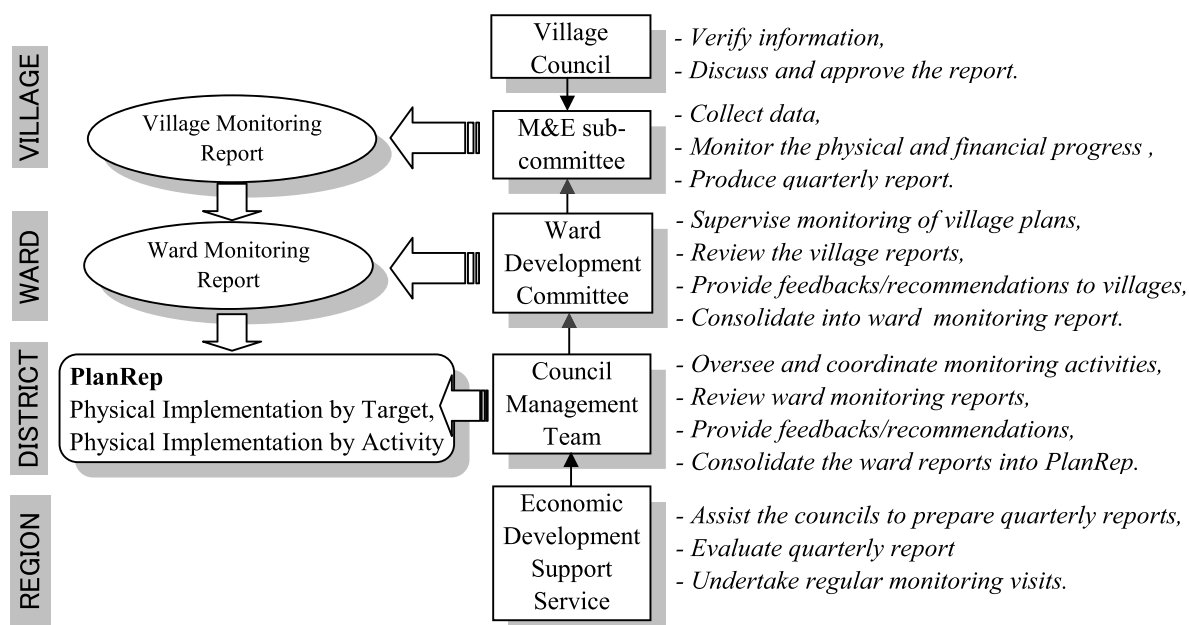 VILLAGE
Village
Council
- Verify information,
- Discuss and approve the report.
Village Monitoring
Report
M&E sub-
committee
- Collect data,
- Monitor the physical and financial progress ,
- Produce quarterly report.
WARD
Ward Monitoring
Report
Ward
Development
Committee
- Supervise monitoring of village plans,
- Review the village reports,
- Provide feedbacks/recommendations to villages,
- Consolidate into ward monitoring report.
DISTRICT
PlanRep
Physical Implementation by Target,
Physical Implementation by Activity
Council
Management
Team
- Oversee and coordinate monitoring activities,
- Review ward monitoring reports,
- Provide feedbacks/recommendations,
- Consolidate the ward reports into PlanRep.
REGION
Economic
Development
Support
Service
- Assist the councils to prepare quarterly reports,
- Evaluate quarterly report
- Undertake regular monitoring visits.